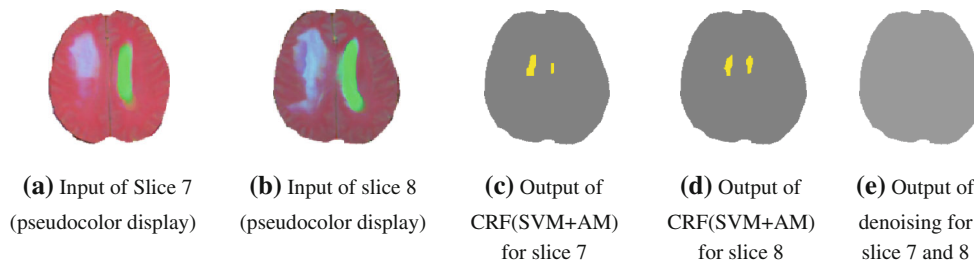 (a) Input of Slice 7
(pseudocolor display)
(b) Input of slice 8
(pseudocolor display)
(c) Output of
CRF(SVM+AM)
for slice 7
(d) Output of
CRF(SVM+AM)
for slice 8
(e) Output of
denoising for
slice 7 and 8